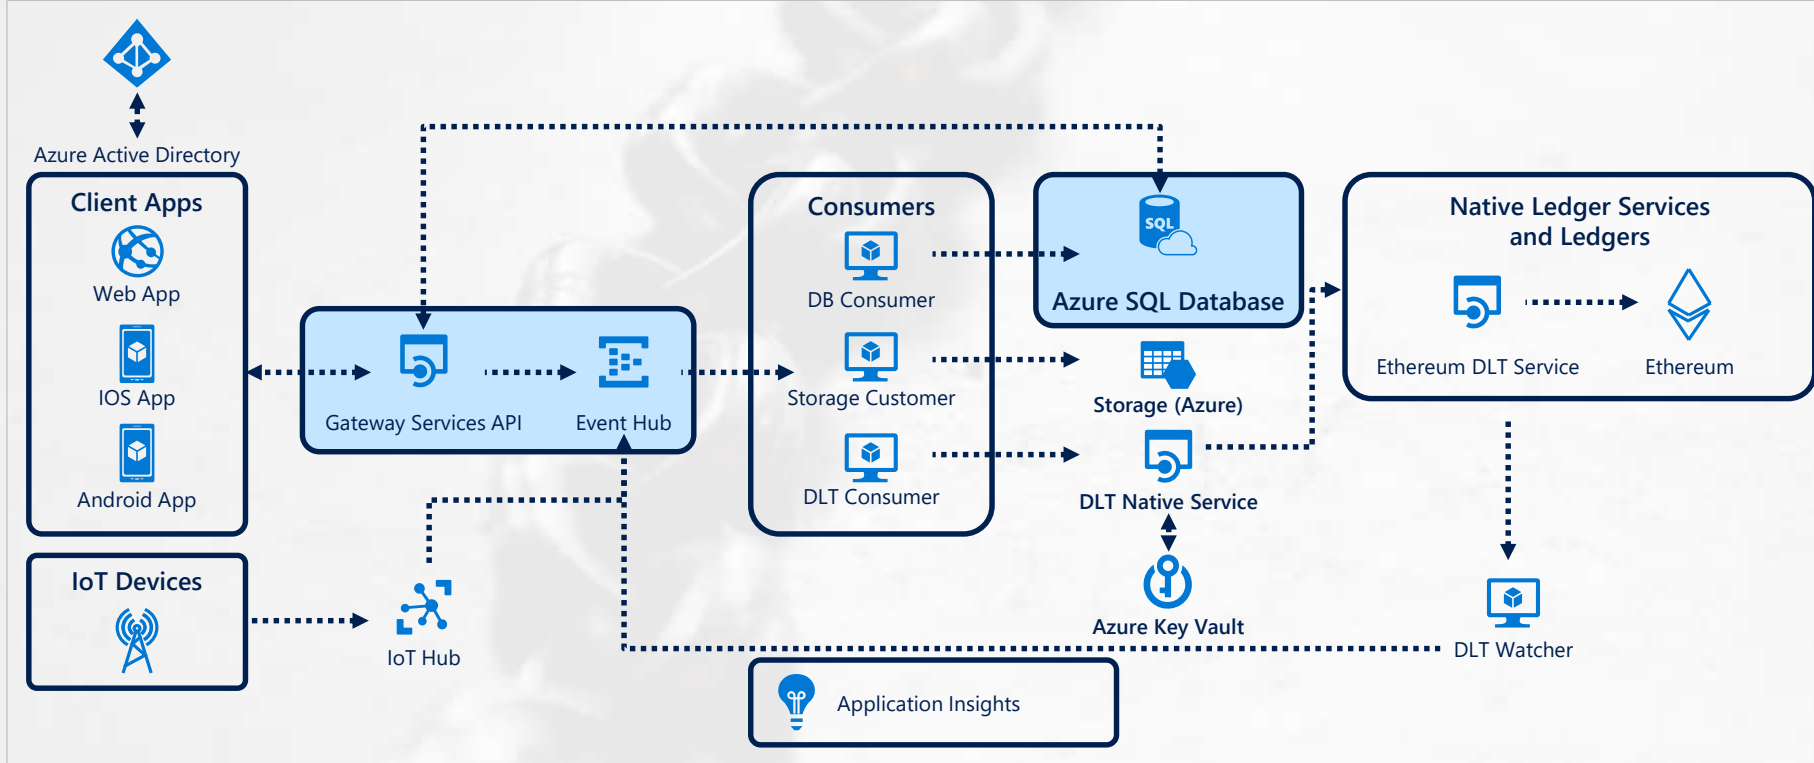 Azure Active Directory
Client Apps
Web App
IOS App
Android App
IoT Devices
IoT Hub
Gateway Services API
Event Hub
Consumers
DB Consumer
Storage Customer
DLT Consumer
SQL
Azure SQL Database
Storage (Azure)
DLT Native Service
Azure Key Vault
Native Ledger Services
and Ledgers
Ethereum DLT Service
Ethereum
DLT Watcher
Application Insights